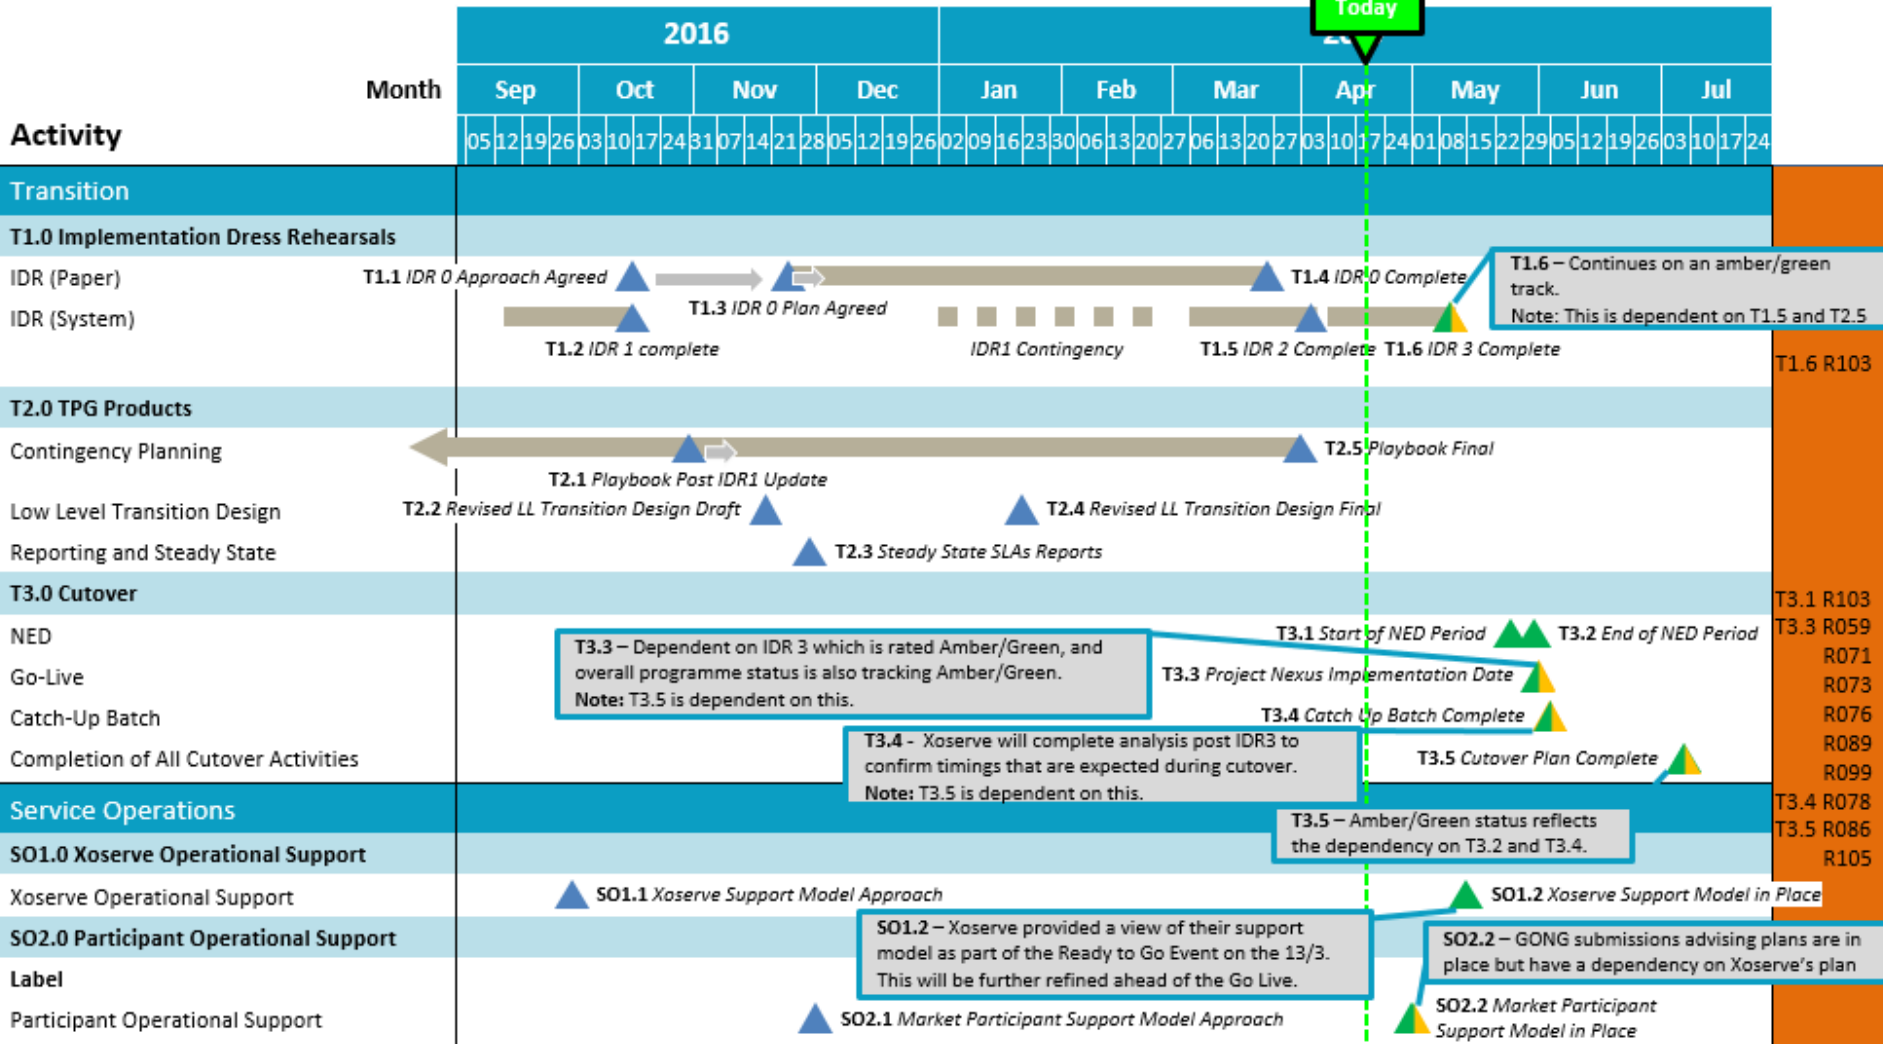 Today
2016
Month
Sep Oct Nov Dec Jan Feb Mar Apr May Jun Jul
Activity
05 12 19 26 03 10 17 24 31 07 14 21 28 05 12 19 26 02 09 16 23 30 06 13 20 27 06 13 20 27 03 10 17 24 01 08 15 22 29 05 12 19 26 03 10 17 24
Transition
T1.0 Implementation Dress Rehearsals
IDR (Paper)
T1.1 IDR 0 Approach Agreed
T1.3 IDR 0 Plan Agreed
T1.4 IDR 0 Complete
T1.6 – Continues on an amber/green
track.
Note: This is dependent on T1.5 and T2.5
IDR (System)
T1.2 IDR 1 complete
IDR1 Contingency
T1.5 IDR 2 Complete
T1.6 IDR 3 Complete
T1.6 R103
T2.0 TPG Products
Contingency Planning
T2.5 Playbook Final
T2.1 Playbook Post IDR1 Update
Low Level Transition Design
T2.2 Revised LL Transition Design Draft
T2.4 Revised LL Transition Design Final
Reporting and Steady State
T2.3 Steady State SLAs Reports
T3.0 Cutover
T3.1 R103
NED
T3.1 Start of NED Period
T3.2 End of NED Period
T3.3 R059
T3.3 – Dependent on IDR 3 which is rated Amber/Green, and
overall programme status is also tracking Amber/Green.
Note: T3.5 is dependent on this.
R071
Go-Live
T3.3 Project Nexus Implementation Date
R073
Catch-Up Batch
T3.4 Catch Up Batch Complete
R076
T3.4 - Xoserve will complete analysis post IDR3 to
confirm timings that are expected during cutover.
Note: T3.5 is dependent on this.
R089
Completion of All Cutover Activities
T3.5 Cutover Plan Complete
R099
Service Operations
T3.4 R078
T3.5 – Amber/Green status reflects
the dependency on T3.2 and T3.4.
T3.5 R086
R105
SO1.0 Xoserve Operational Support
Xoserve Operational Support
SO1.1 Xoserve Support Model Approach
SO1.2 Xoserve Support Model in Place
SO1.2 – Xoserve provided a view of their support
model as part of the Ready to Go Event on the 13/3.
This will be further refined ahead of the Go Live.
SO2.0 Participant Operational Support
SO2.2 – GONG submissions advising plans are in
place but have a dependency on Xoserve's plan
Label
Participant Operational Support
SO2.1 Market Participant Support Model Approach
SO2.2 Market Participant
Support Model in Place